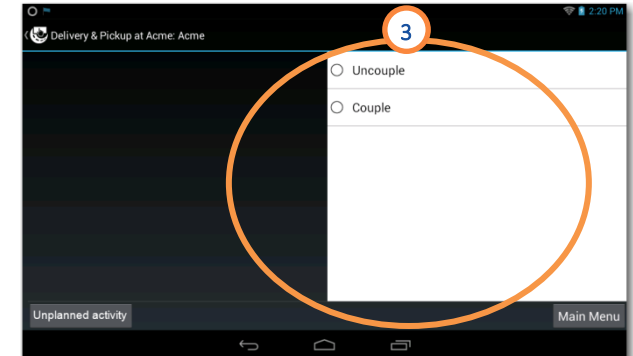 2:20 PM
Delivery & Pickup at Acme: Acme
3
Uncouple
Couple
Unplanned activity
Main Menu